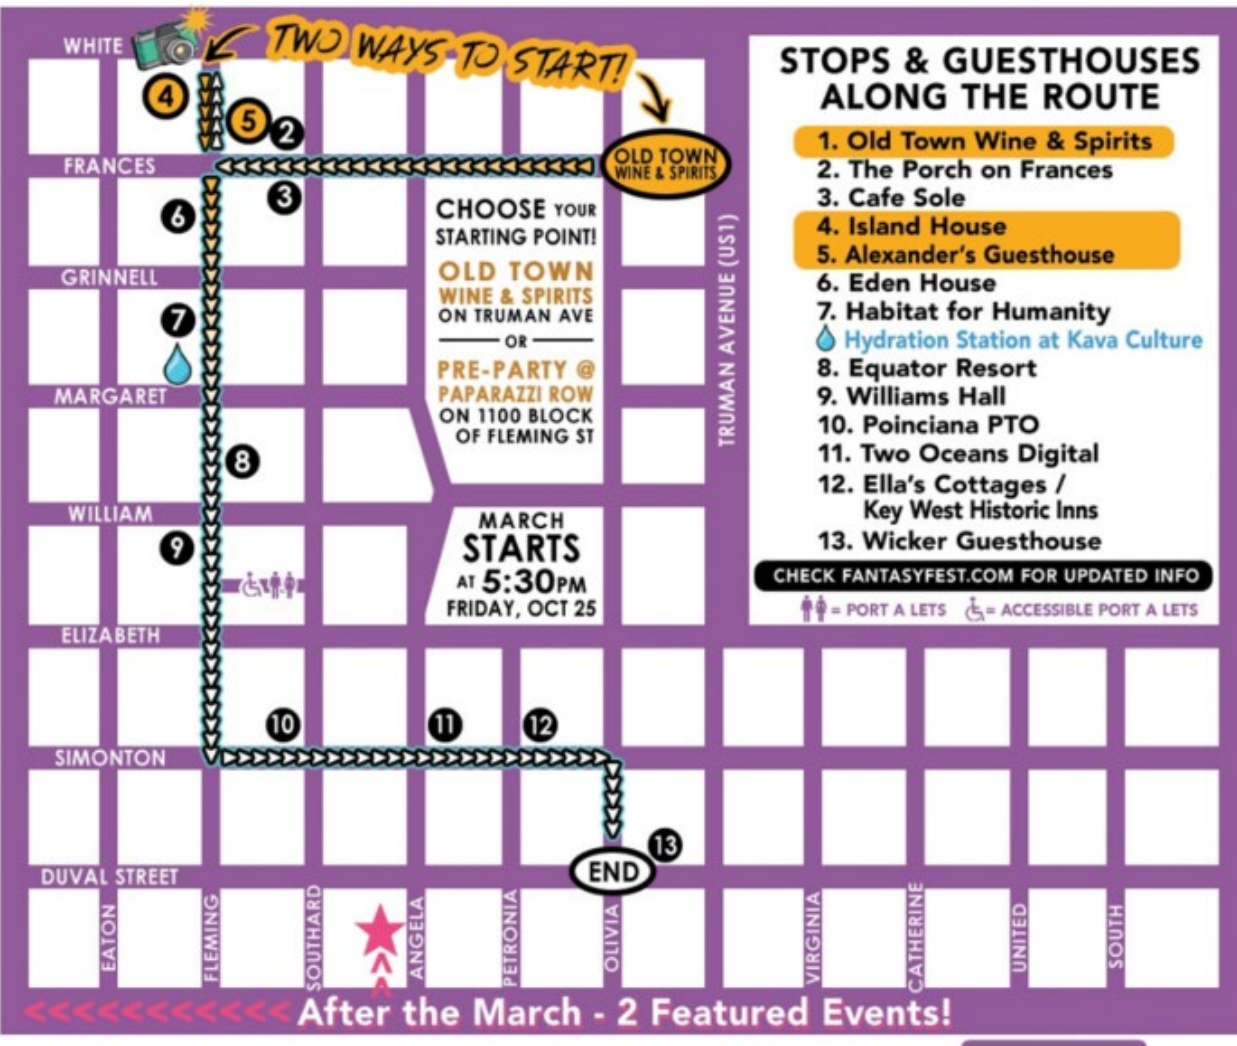 TWO WAYS TO START!
WHITE
4
5
2
FRANCES
OLD TOWN
WINE & SPIRITS
3
6
GRINNELL
7
MARGARET
8
WILLIAM
9
ELIZABETH
10
11
12
SIMONTON
13
END
DUVAL STREET
CHOOSE YOUR
STARTING POINT!
OLD TOWN
WINE & SPIRITS
ON TRUMAN AVE
OR
PRE-PARTY @
PAPARAZZI ROW
ON 1100 BLOCK
OF FLEMING ST
MARCH
STARTS
AT 5:30PM
FRIDAY, OCT 25
TRUMAN AVENUE (US1)
STOPS & GUESTHOUSES
ALONG THE ROUTE
1. Old Town Wine & Spirits
2. The Porch on Frances
3. Cafe Sole
4. Island House
5. Alexander's Guesthouse
6. Eden House
7. Habitat for Humanity
Hydration Station at Kava Culture
8. Equator Resort
9. Williams Hall
10. Poinciana PTO
11. Two Oceans Digital
12. Ella's Cottages /
Key West Historic Inns
13. Wicker Guesthouse
CHECK FANTASYFEST.COM FOR UPDATED INFO
= PORT A LETS = ACCESSIBLE PORT A LETS
EATON
FLEMING
SOUTHARD
ANGELA
PETRONIA
OLIVIA
VIRGINIA
CATHERINE
UNITED
SOUTH
<<<<<<<<<<< After the March - 2 Featured Events!